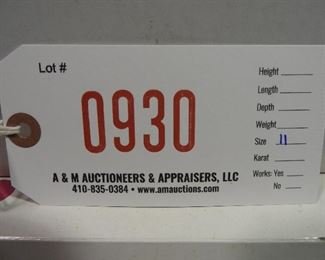 Lot #
0930
A & M AUCTIONEERS & APPRAISERS, LLC
410-835-0384 • www.amauctions.com
Height
Length
Depth
Weight
Size 11
Karat
Works: Yes
No